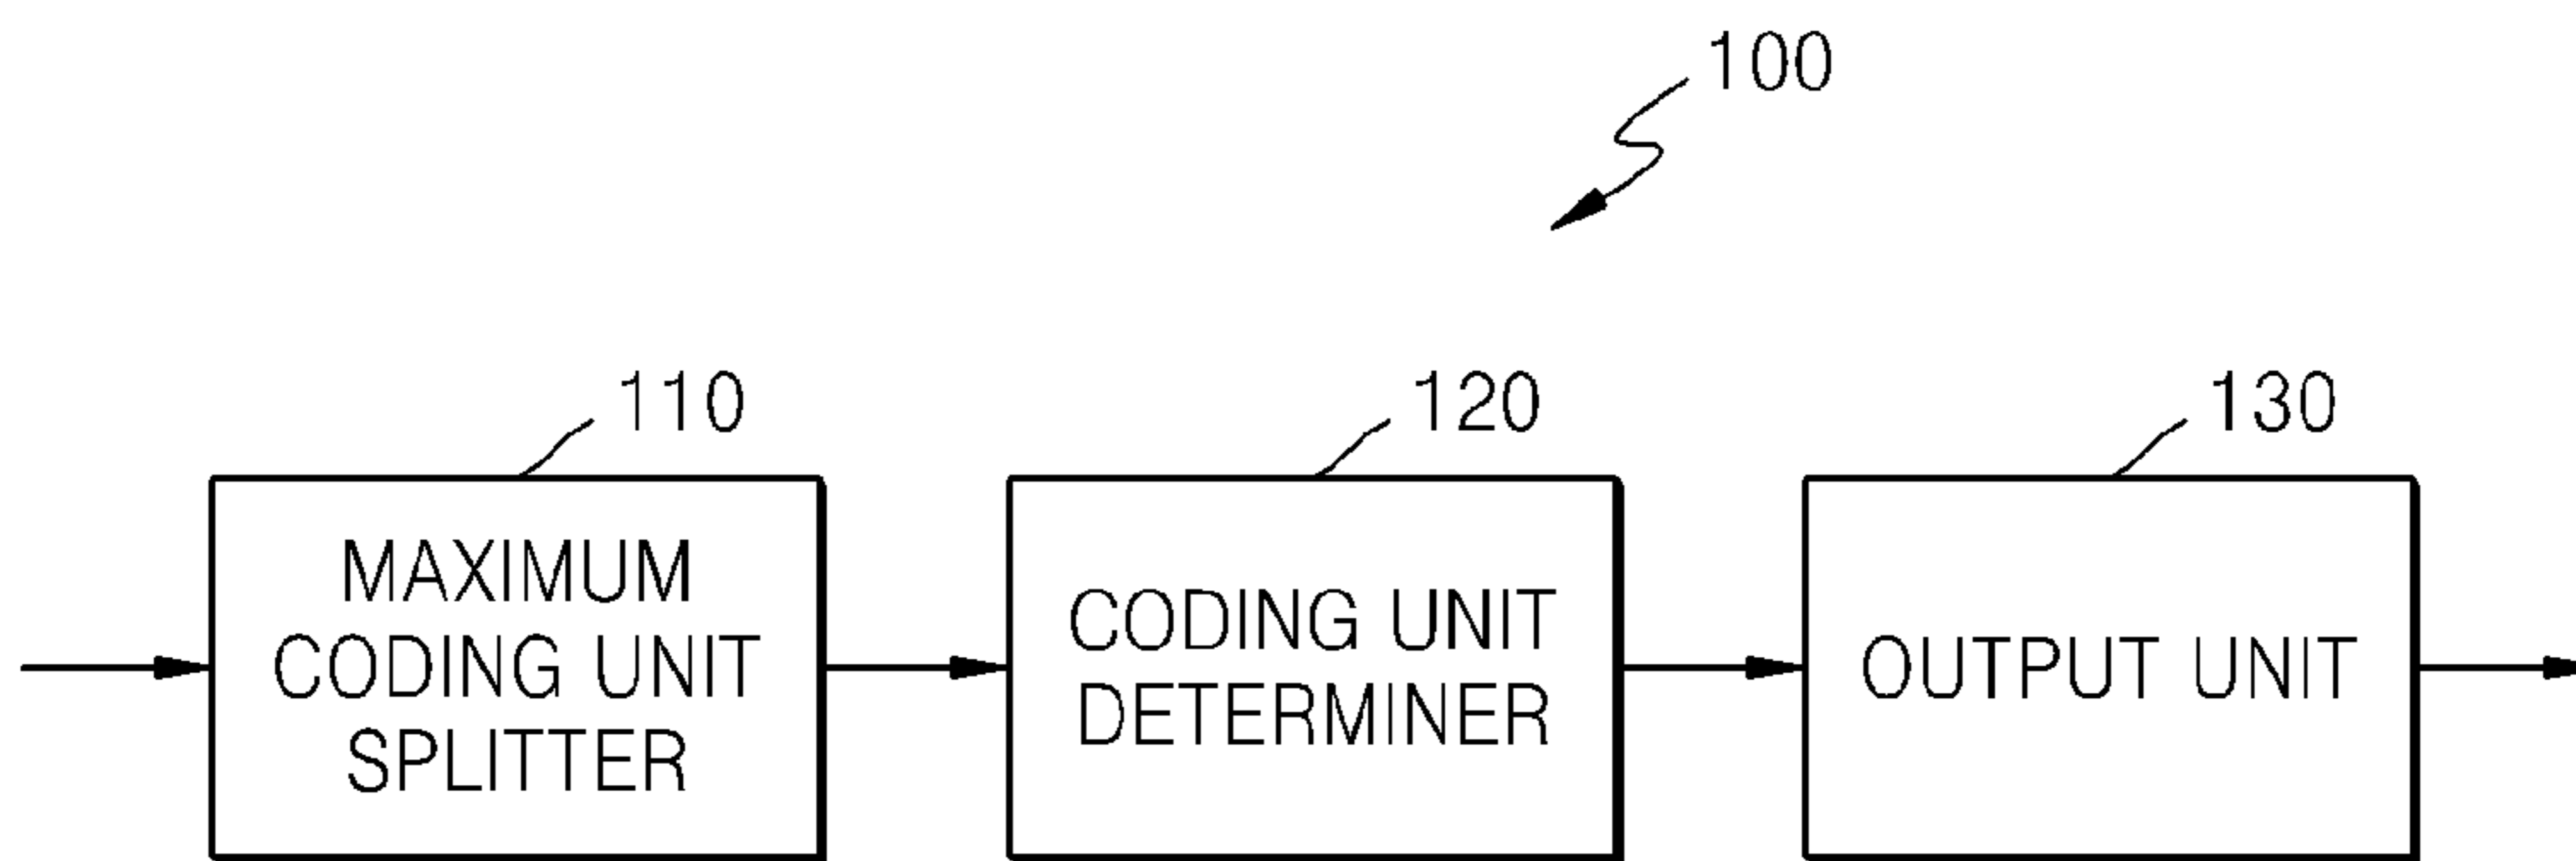 100
110
120
130
MAXIMUM
CODING UNIT
SPLITTER
CODING UNIT
DETERMINER
OUTPUT UNIT